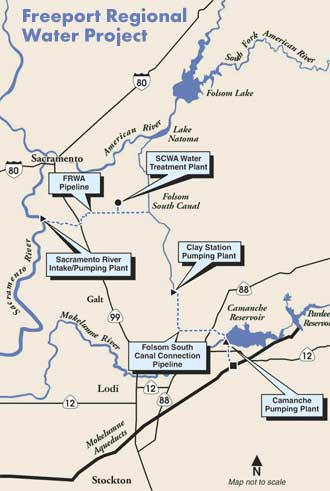 Freeport Regional
Water Project
South Fork American River
80
Folsom Lake
American River
Lake
Natoma
Sacramento
80
SCWA Water
Treatment Plant
FRWA
Pipeline
Folsom
South Canal
Sacramento River
Intake/Pumping Plant
Clay Station
Pumping Plant
Sacramento River
88
Galt
99
Camanche
Reservoir
Mokelumne River
Folsom South
Canal Connection
Pipeline
12
Lodi
12
88
12
Camanche
Pumping Plant
Mokelumne
Aqueducts
N
Stockton
Map not to scale